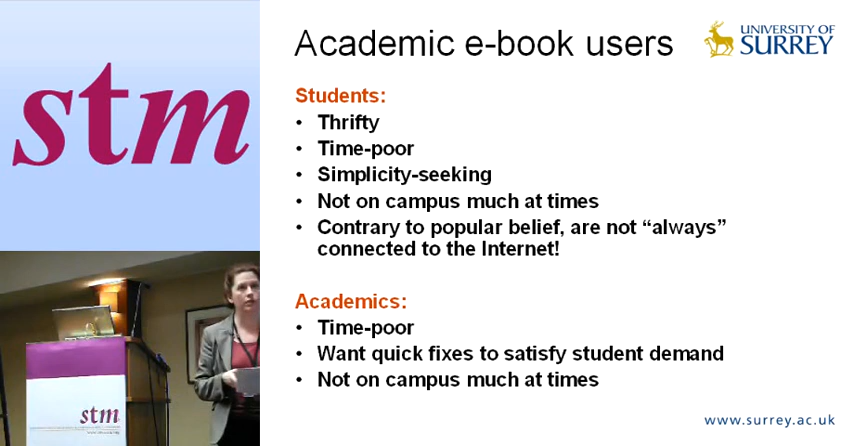 stm
Academic e-book users
UNIVERSITY OF
SURREY
Students:
• Thrifty
• Time-poor
• Simplicity-seeking
• Not on campus much at times
• Contrary to popular belief, are not “always”
connected to the Internet!
Academics:
• Time-poor
• Want quick fixes to satisfy student demand
• Not on campus much at times
stm
www.surrey.ac.uk